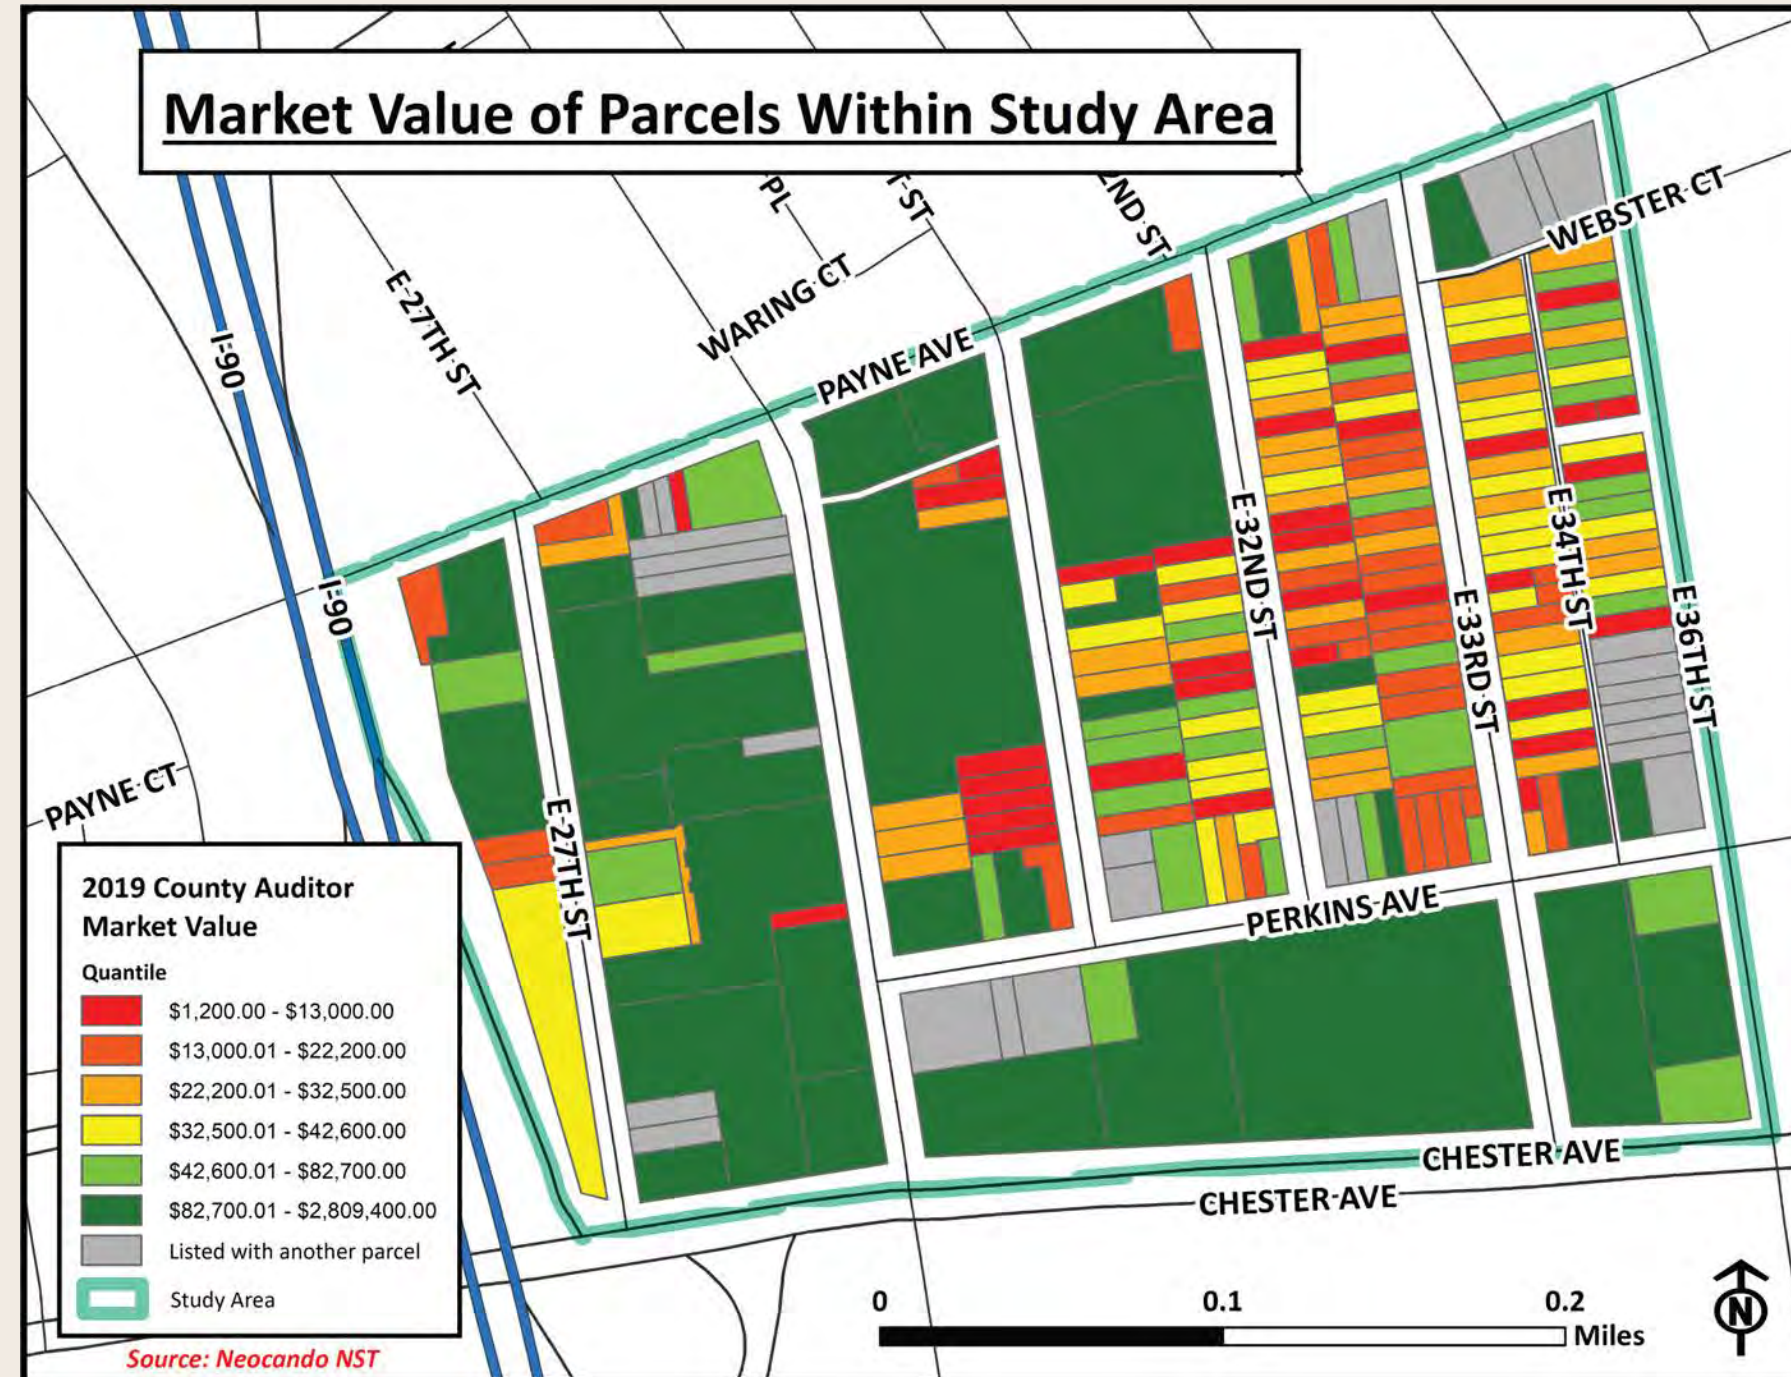 Market Value of Parcels Within Study Area
PL
T-ST
2ND-ST
WEBSTER CT
E-27TH-ST
WARING CT
I-90
PAYNE-AVE
I-90
E-32ND-ST
E-34TH-ST
E-33RD-ST
E-36TH-ST
PAYNE-CT
E-27TH-ST
PERKINS-AVE
CHESTER-AVE
CHESTER-AVE
2019 County Auditor
Market Value
Quantile
$1,200.00 - $13,000.00
$13,000.01 - $22,200.00
$22,200.01 - $32,500.00
$32,500.01 - $42,600.00
$42,600.01 - $82,700.00
$82,700.01 - $2,809,400.00
Listed with another parcel
Study Area
Source: Neocando NST
0 0.1 0.2
Miles
N